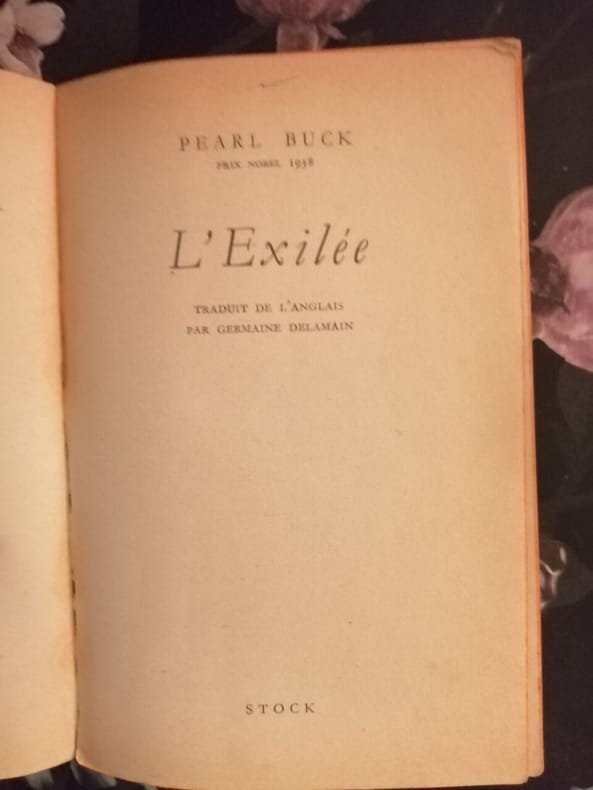 PEARL BUCK
PRIX NOBEL 1938
L'Exilée
TRADUIT DE L'ANGLAIS
PAR GERMAINE DELAMAIN
STOCK